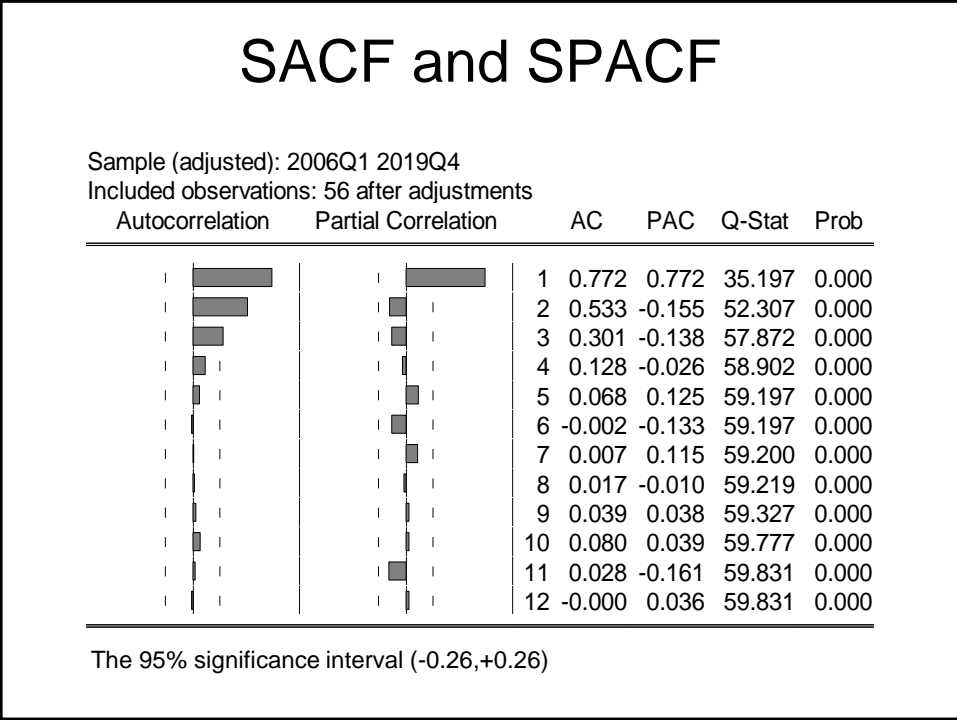 SACF and SPACF
Sample (adjusted): 2006Q1 2019Q4
Included observations: 56 after adjustments
Autocorrelation Partial Correlation AC PAC Q-Stat Prob
1 0.772 0.772 35.197 0.000
2 0.533 -0.155 52.307 0.000
3 0.301 -0.138 57.872 0.000
4 0.128 -0.026 58.902 0.000
5 0.068 0.125 59.197 0.000
6 -0.002 -0.133 59.197 0.000
7 0.007 0.115 59.200 0.000
8 0.017 -0.010 59.219 0.000
9 0.039 0.038 59.327 0.000
10 0.080 0.039 59.777 0.000
11 0.028 -0.161 59.831 0.000
12 -0.000 0.036 59.831 0.000
The 95% significance interval (-0.26,+0.26)